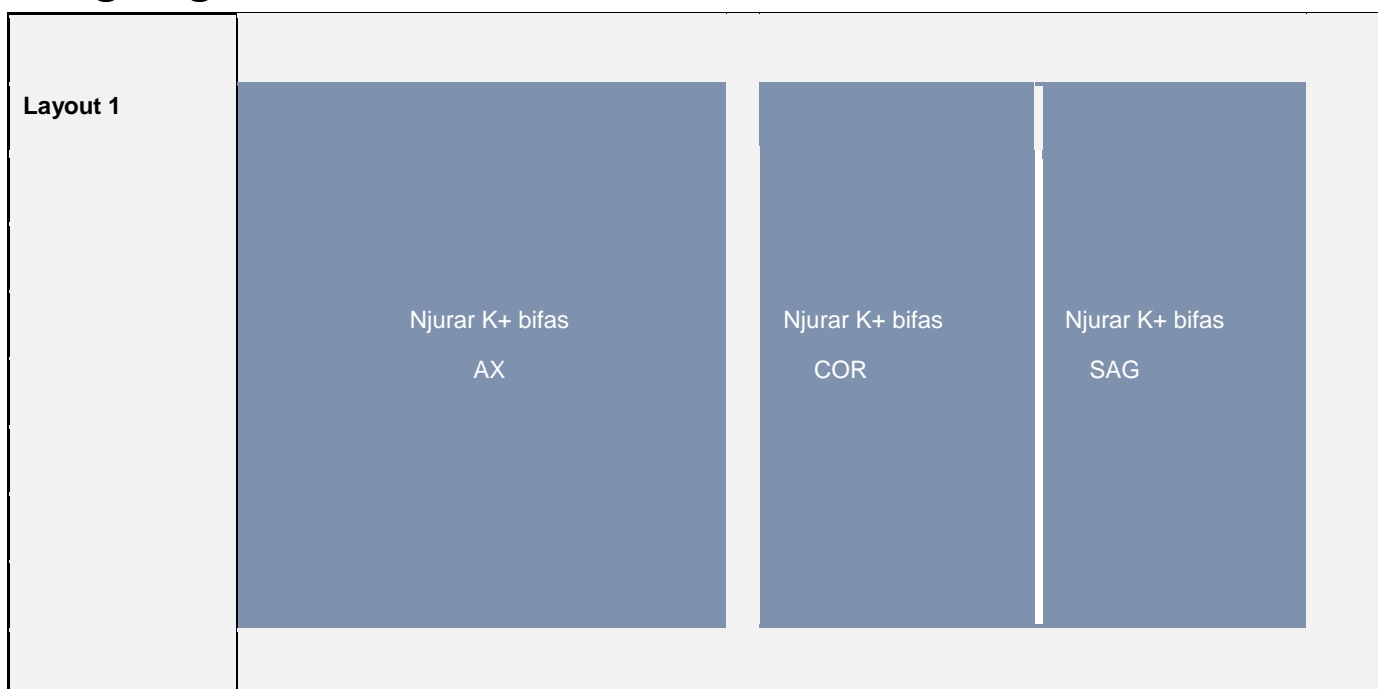 Layout 1
Njurar K+ bifas
AX
Njurar K+ bifas
COR
Njurar K+ bifas
SAG